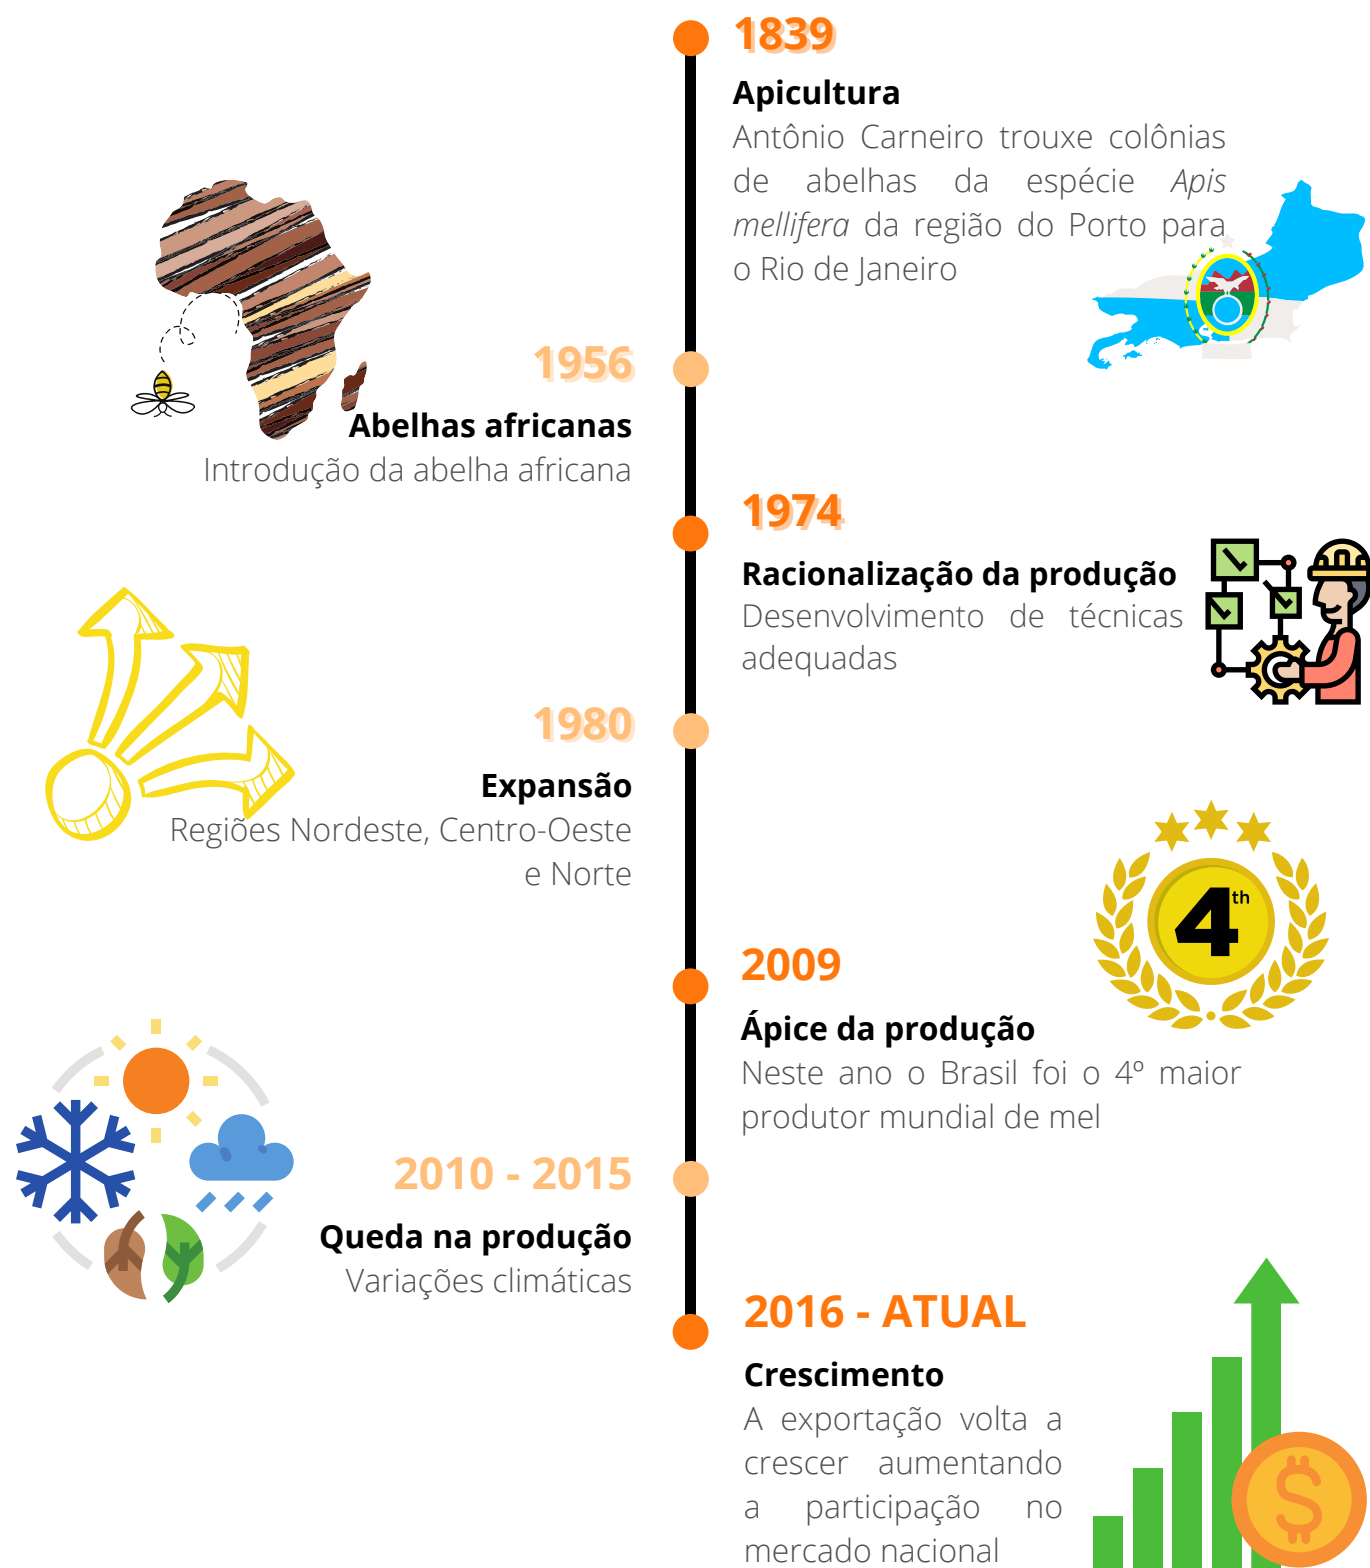 1839
Apicultura
Antônio Carneiro trouxe colônias
de abelhas da espécie Apis
mellifera da região do Porto para
o Rio de Janeiro
1956
Abelhas africanas
Introdução da abelha africana
1974
Racionalização da produção
Desenvolvimento de técnicas
adequadas
1980
Expansão
Regiões Nordeste, Centro-Oeste
e Norte
4th
2009
Ápice da produção
Neste ano o Brasil foi o 4º maior
produtor mundial de mel
2010 - 2015
Queda na produção
Variações climáticas
2016 - ATUAL
Crescimento
A exportação volta a
crescer aumentando
a participação no
mercado nacional
$